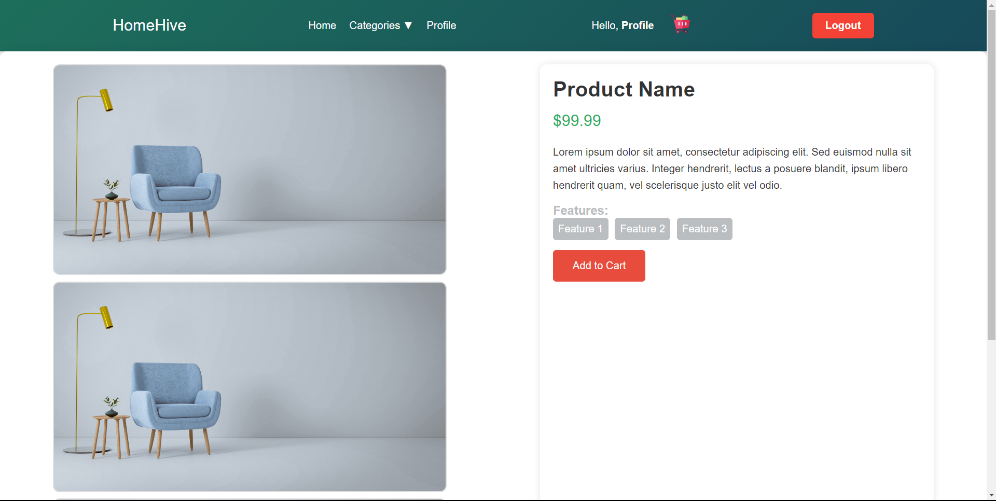 HomeHive
Home Categories ▼ Profile
Hello, Profile
Logout
Product Name
$99.99
Lorem ipsum dolor sit amet, consectetur adipiscing elit. Sed euismod nulla sit
amet ultricies varius. Integer hendrerit, lectus a posuere blandit, ipsum libero
hendrerit quam, vel scelerisque justo elit vel odio.
Features:
Feature 1 Feature 2 Feature 3
Add to Cart